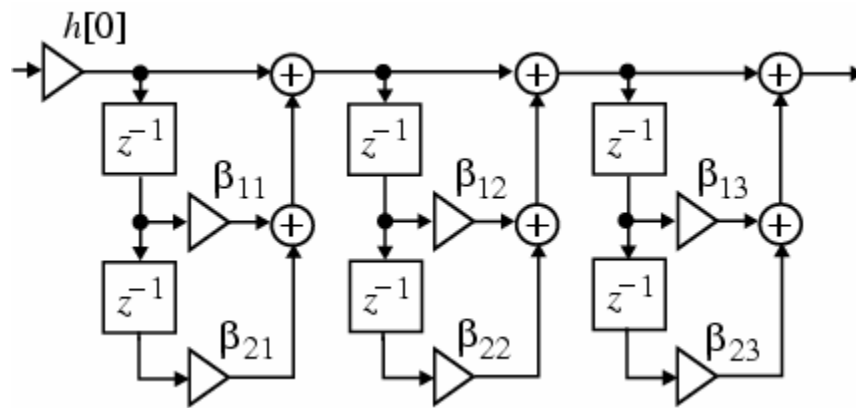 h[0]
+ + +
z⁻¹ z⁻¹ z⁻¹
β₁₁ β₁₂ β₁₃
+ + +
z⁻¹ z⁻¹ z⁻¹
β₂₁ β₂₂ β₂₃